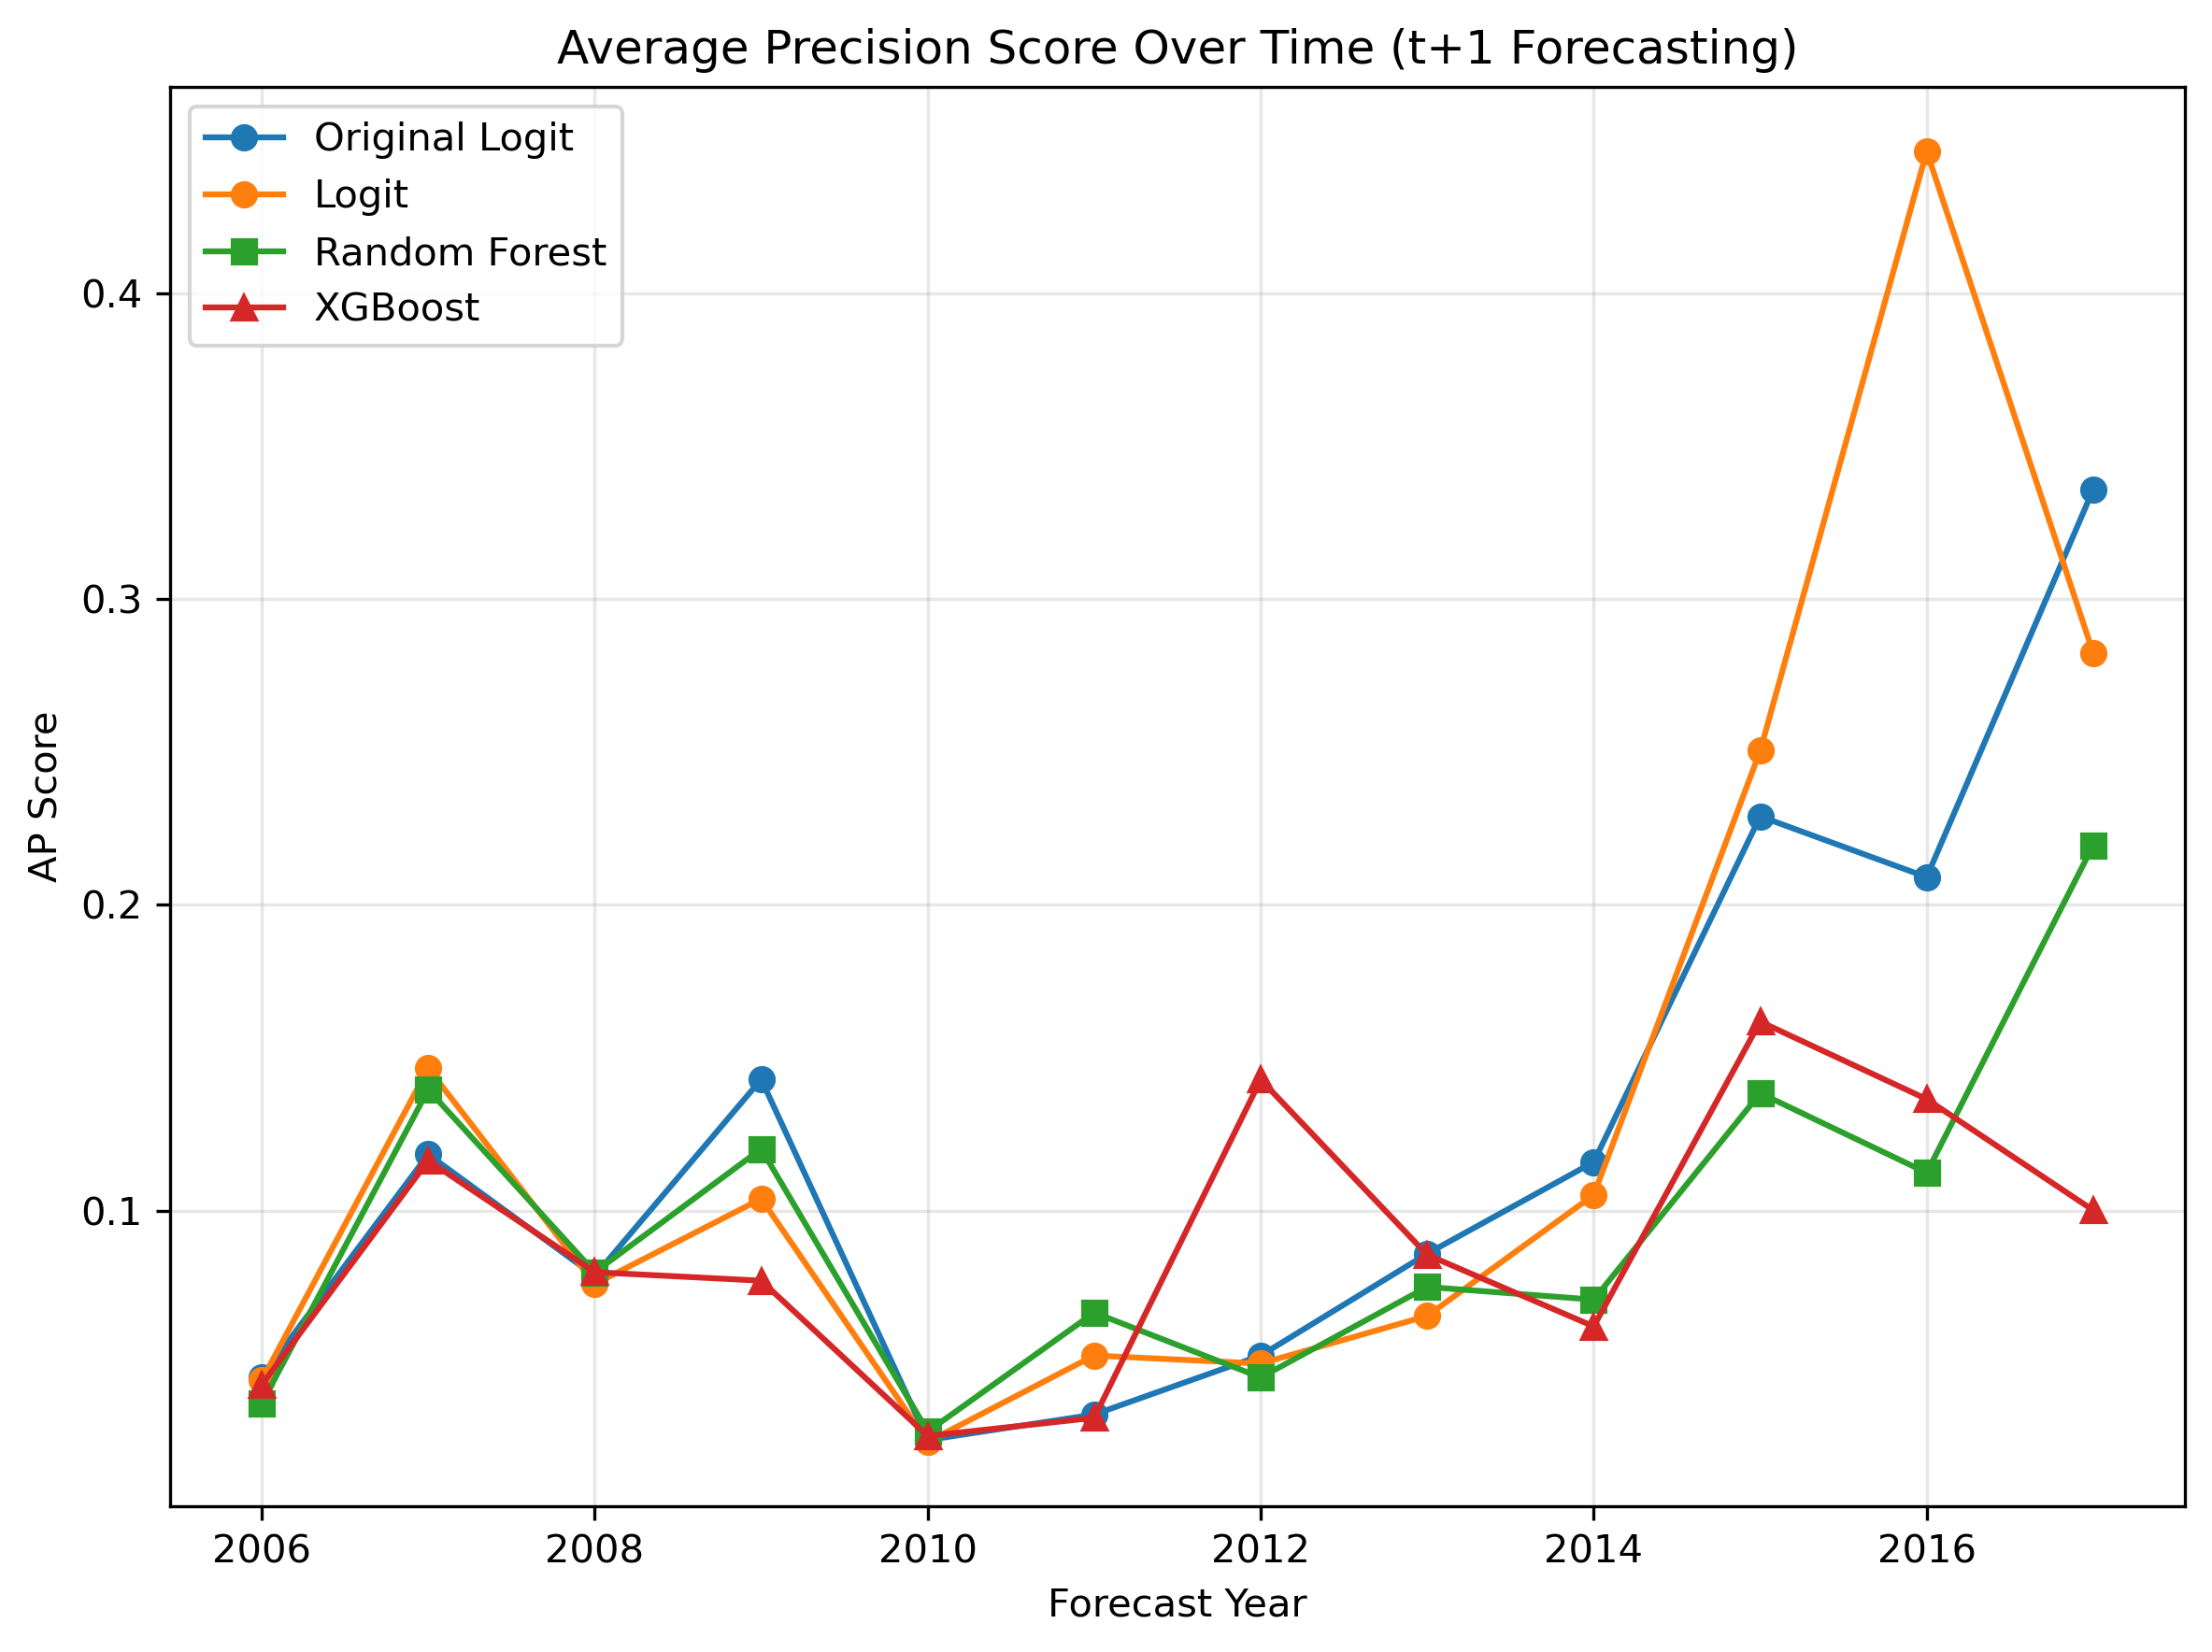 Average Precision Score Over Time (t+1 Forecasting)
Original Logit
Logit
Random Forest
XGBoost
AP Score
0.4
0.3
0.2
0.1
2006 2008 2010 2012 2014 2016
Forecast Year